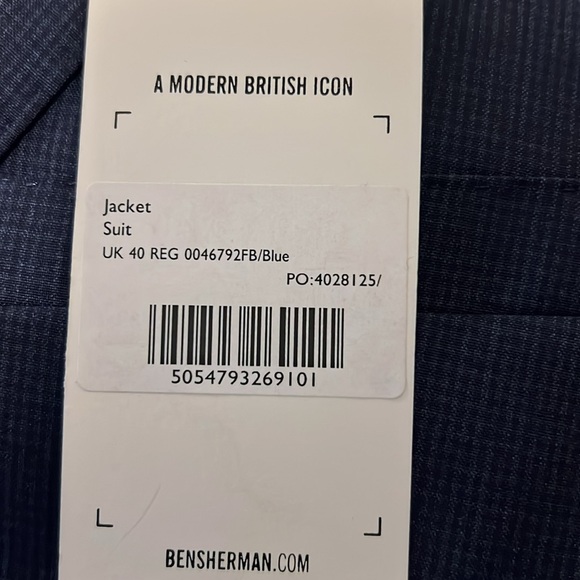 A MODERN BRITISH ICON
Jacket
Suit
UK 40 REG 0046792FB/Blue
PO:4028125/
5054793269101
BENSHERMAN.COM